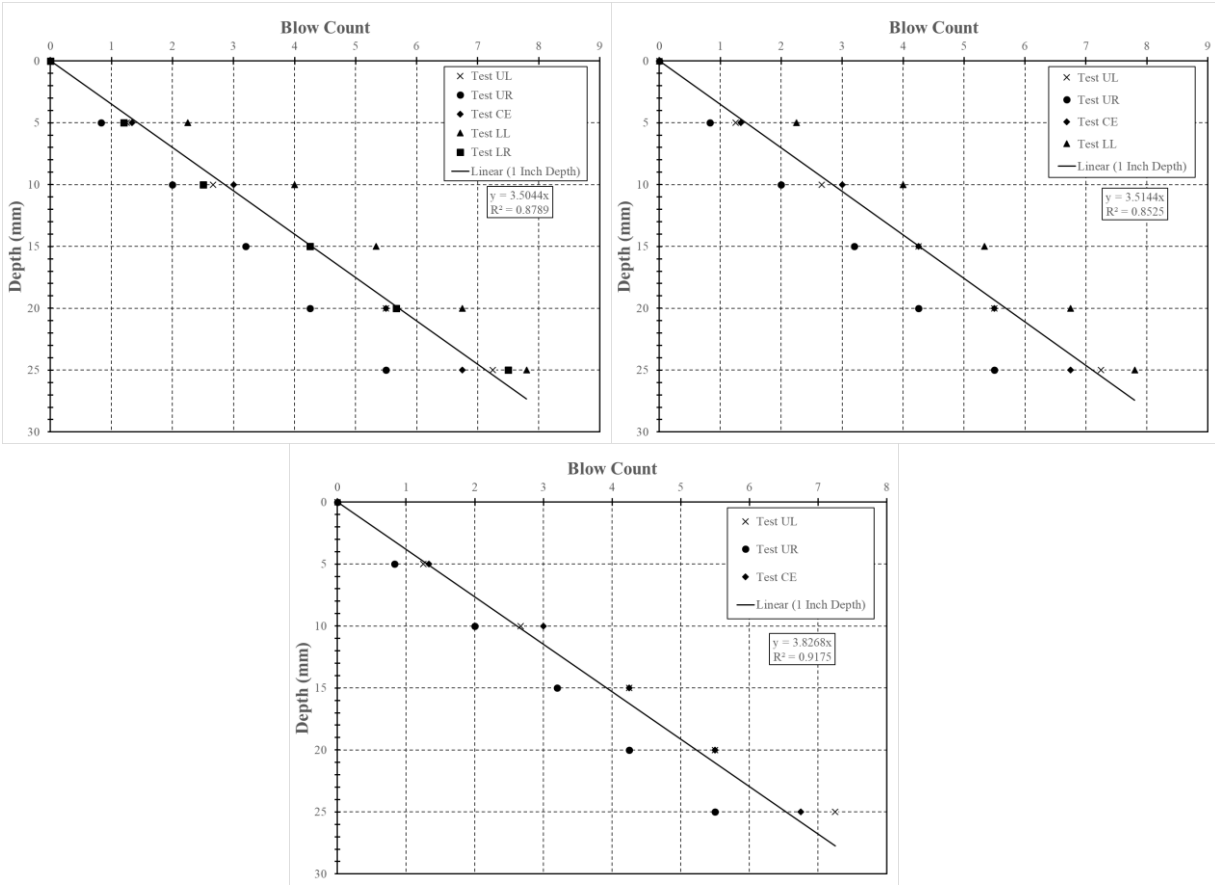 Blow Count
0 1 2 3 4 5 6 7 8 9
0
5
10
15
20
25
30
Depth (mm)
Test UL
Test UR
Test CE
Test LL
Test LR
Linear (1 Inch Depth)
y = 3.5044x
R² = 0.8789
Blow Count
0 1 2 3 4 5 6 7 8 9
0
5
10
15
20
25
30
Depth (mm)
Test UL
Test UR
Test CE
Test LL
Linear (1 Inch Depth)
y = 3.5144x
R² = 0.8525
Blow Count
0 1 2 3 4 5 6 7 8
0
5
10
15
20
25
30
Depth (mm)
Test UL
Test UR
Test CE
Linear (1 Inch Depth)
y = 3.8268x
R² = 0.9175